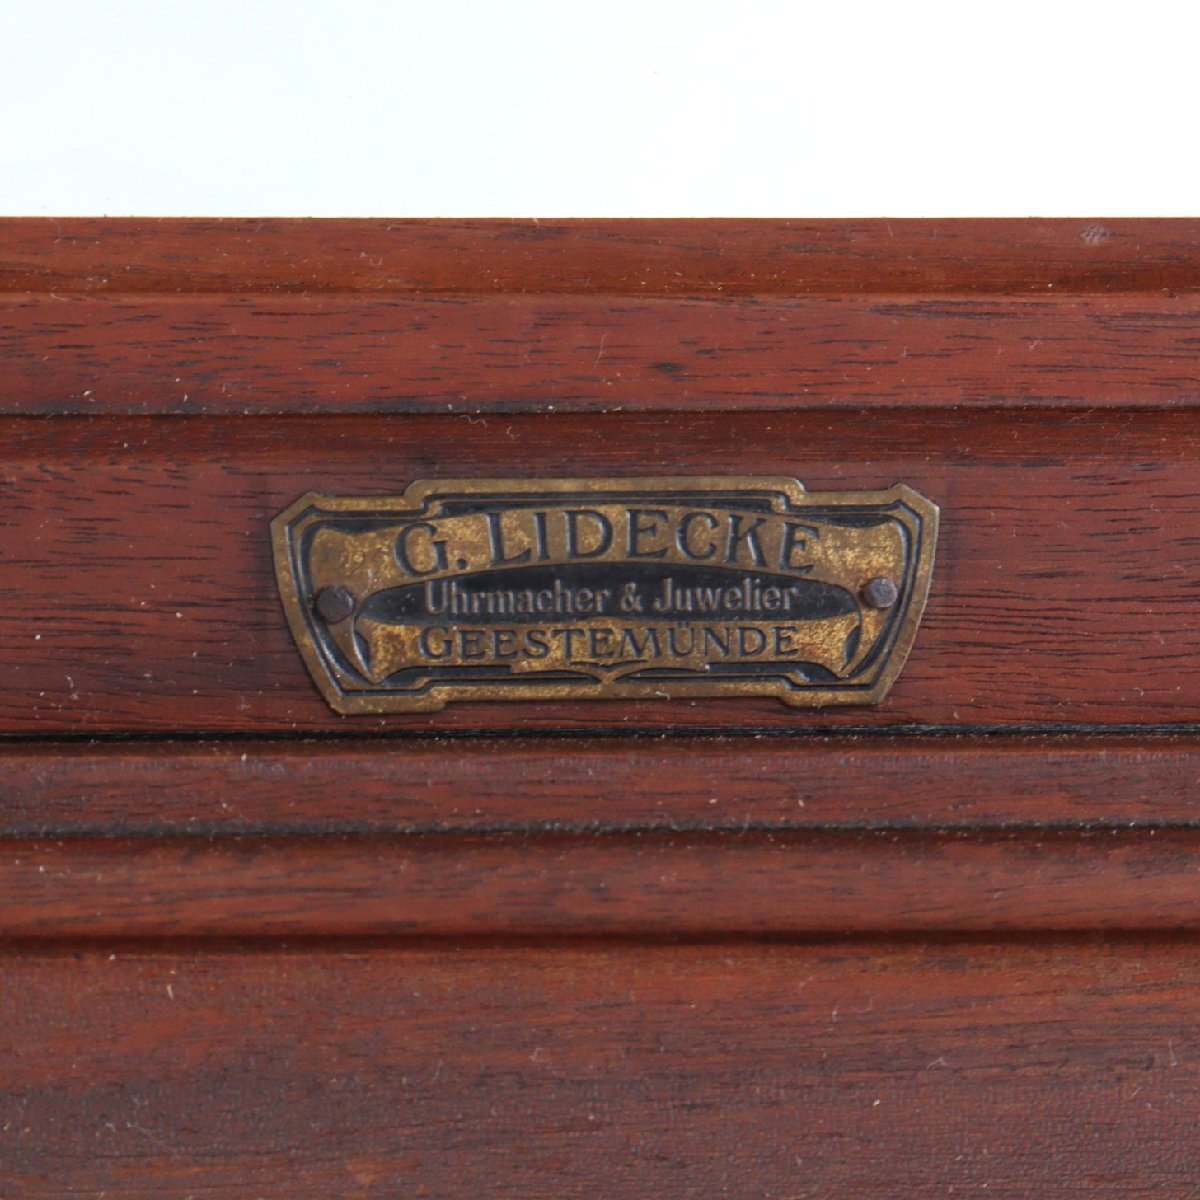 G. LIDECKE
Uhrmacher & Juwelier
GEESTEMÜNDE